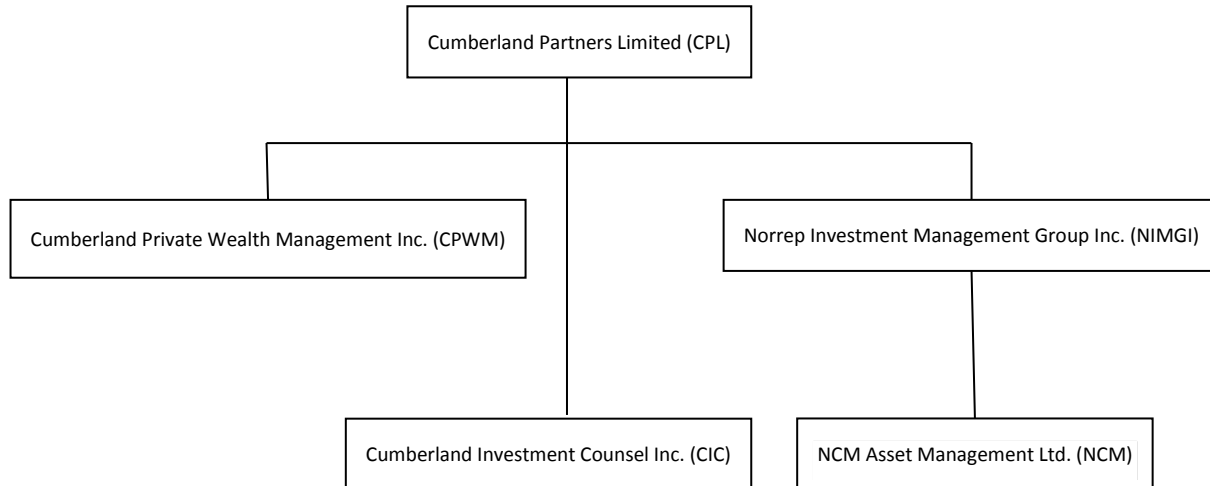 Cumberland Partners Limited (CPL)
Cumberland Private Wealth Management Inc. (CPWM)
Norrep Investment Management Group Inc. (NIMGI)
Cumberland Investment Counsel Inc. (CIC)
NCM Asset Management Ltd. (NCM)